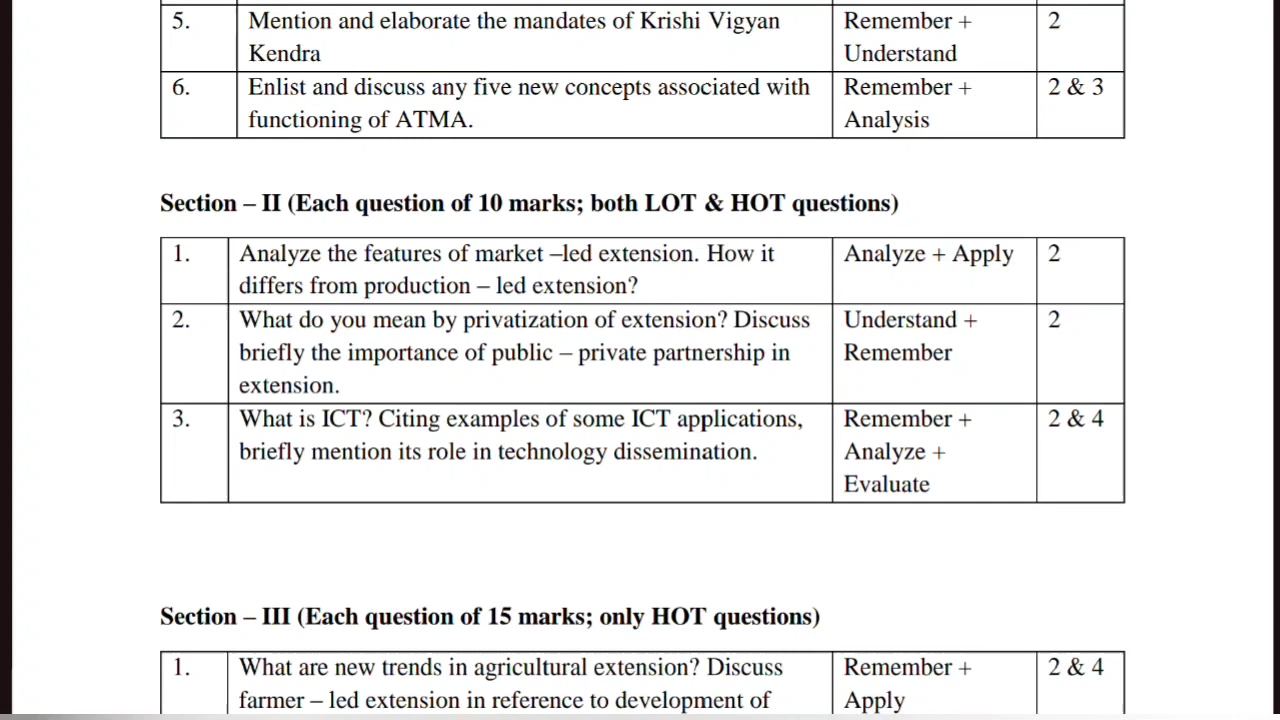 5. Mention and elaborate the mandates of Krishi Vigyan Remember + 2
Kendra Understand
6. Enlist and discuss any five new concepts associated with Remember + 2 & 3
functioning of ATMA. Analysis
Section – II (Each question of 10 marks; both LOT & HOT questions)
1. Analyze the features of market –led extension. How it Analyze + Apply 2
differs from production – led extension?
2. What do you mean by privatization of extension? Discuss Understand + 2
briefly the importance of public – private partnership in Remember
extension.
3. What is ICT? Citing examples of some ICT applications, Remember + 2 & 4
briefly mention its role in technology dissemination. Analyze +
Evaluate
Section – III (Each question of 15 marks; only HOT questions)
1. What are new trends in agricultural extension? Discuss Remember + 2 & 4
farmer – led extension in reference to development of Apply